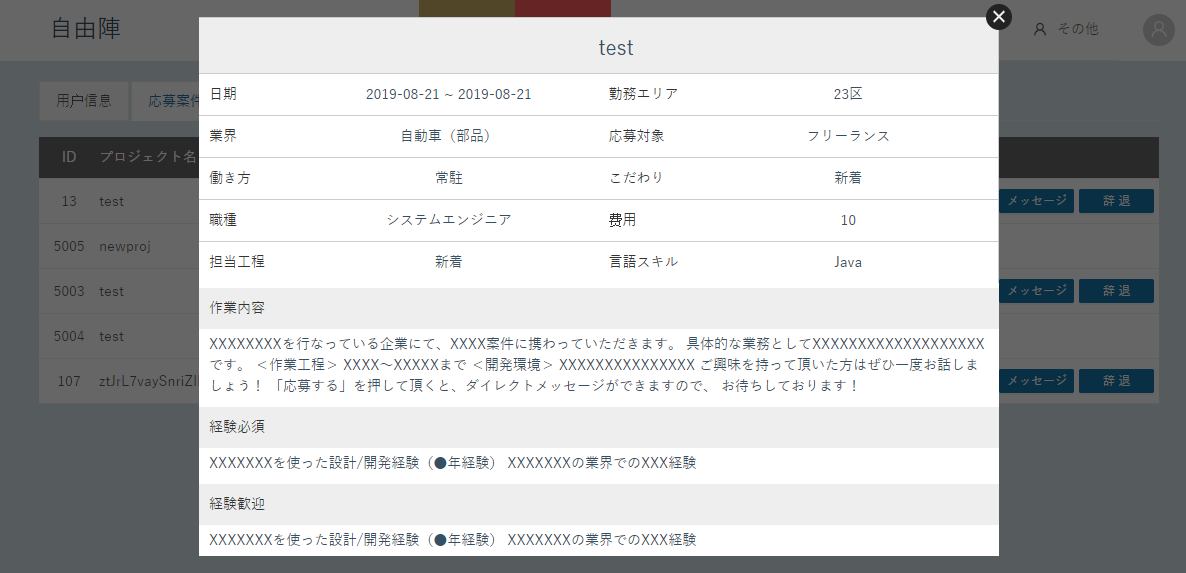 自由陣
その他
用户信息 応募案件
ID プロジェクト名
13 test メッセージ 辞 退
5005 newproj
5003 test メッセージ 辞 退
5004 test
107 メッセージ 辞 退
test
日期 2019-08-21 ~ 2019-08-21 勤務エリア 23区
業界 自動車（部品） 応募対象 フリーランス
働き方 常駐 こだわり 新着
職種 システムエンジニア 费用 10
担当工程 新着 言語スキル Java
作業内容
XXXXXXXXを行なっている企業にて、XXXX案件に携わっていただきます。 具体的な業務としてXXXXXXXXXXXXXXXXXXX
です。 ＜作業工程＞ XXXX～XXXXXまで ＜開発環境＞ XXXXXXXXXXXXXXX ご興味を持って頂いた方はぜひ一度お話しま
しょう！ 「応募する」を押して頂くと、ダイレクトメッセージができますので、 お待ちしております！
経験必須
XXXXXXXを使った設計/開発経験（●年経験） XXXXXXXの業界でのXXX経験
経験歓迎
XXXXXXXを使った設計/開発経験（●年経験） XXXXXXXの業界でのXXX経験